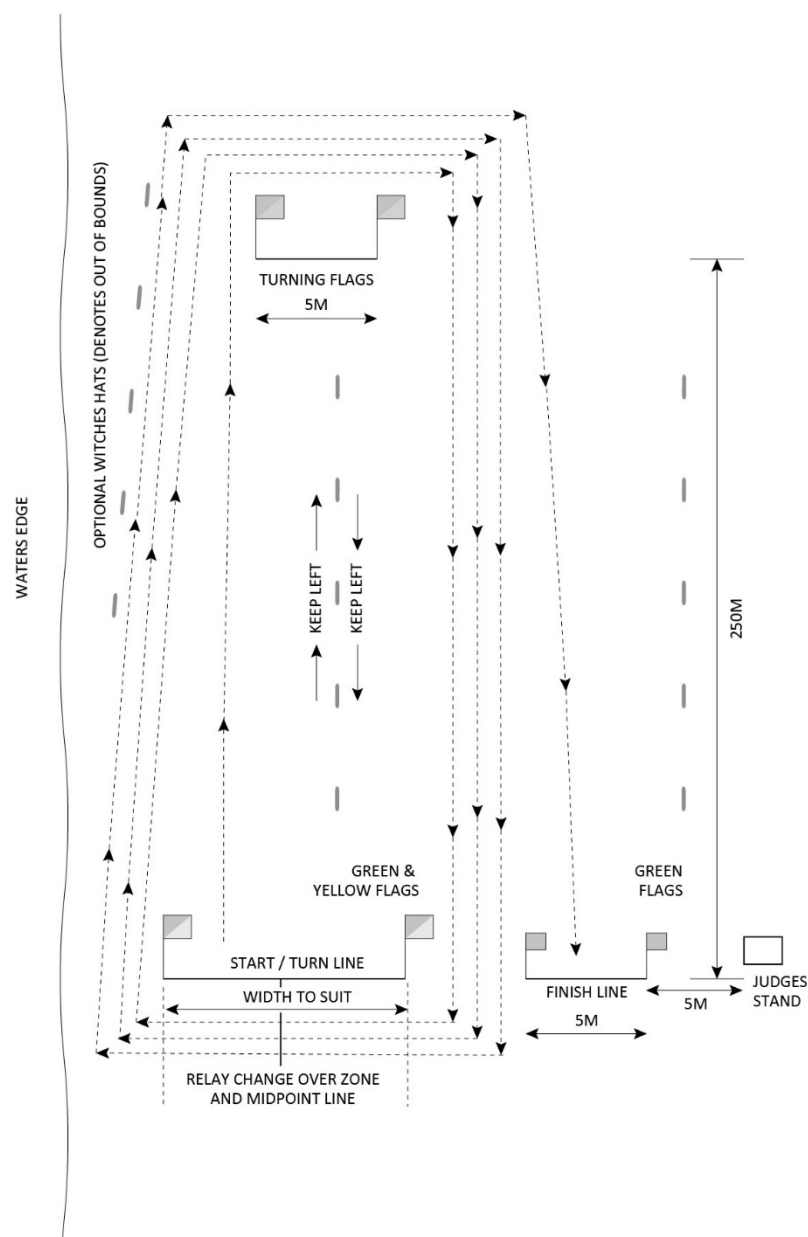 WATERS EDGE
OPTIONAL WITCHES HATS (DENOTES OUT OF BOUNDS)
TURNING FLAGS
5M
KEEP LEFT
KEEP LEFT
250M
GREEN &
YELLOW FLAGS
GREEN
FLAGS
START / TURN LINE
WIDTH TO SUIT
RELAY CHANGE OVER ZONE
AND MIDPOINT LINE
FINISH LINE
5M
5M
JUDGES
STAND